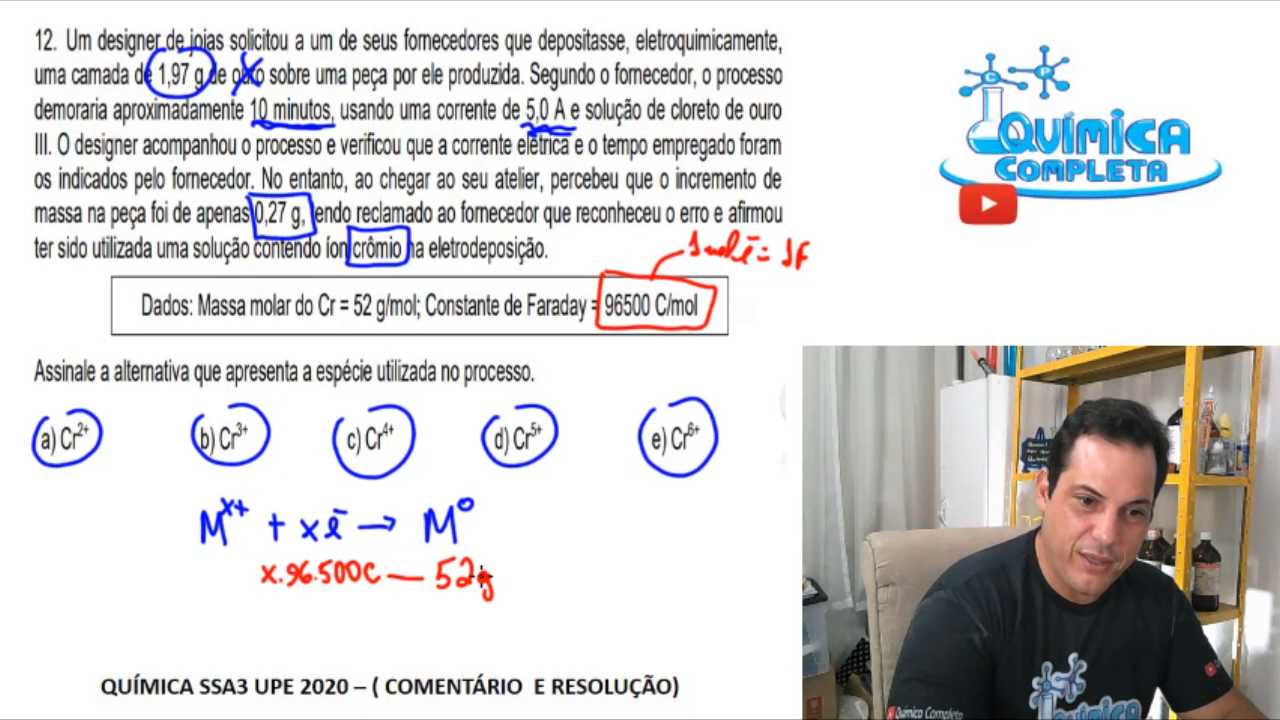 12. Um designer de joias solicitou a um de seus fornecedores que depositasse, eletroquimicamente,
uma camada de 1,97 g de ouro sobre uma peça por ele produzida. Segundo o fornecedor, o processo
demoraria aproximadamente 10 minutos, usando uma corrente de 5,0 A e solução de cloreto de ouro
III. O designer acompanhou o processo e verificou que a corrente elétrica e o tempo empregado foram
os indicados pelo fornecedor. No entanto, ao chegar ao seu atelier, percebeu que o incremento de
massa na peça foi de apenas 0,27 g, tendo reclamado ao fornecedor que reconheceu o erro e afirmou
ter sido utilizada uma solução contendo íon crômio na eletrodeposição.
1 mol ē = 1F
Dados: Massa molar do Cr = 52 g/mol; Constante de Faraday = 96500 C/mol
Assinale a alternativa que apresenta a espécie utilizada no processo.
a) Cr²⁺ b) Cr³⁺ c) Cr⁴⁺ d) Cr⁵⁺ e) Cr⁶⁺
Mˣ⁺ + x ē → M⁰
x.96.500C — 52g
QUÍMICA SSA3 UPE 2020 – ( COMENTÁRIO E RESOLUÇÃO)
C P
QUÍMICA
COMPLETA
Química Completa